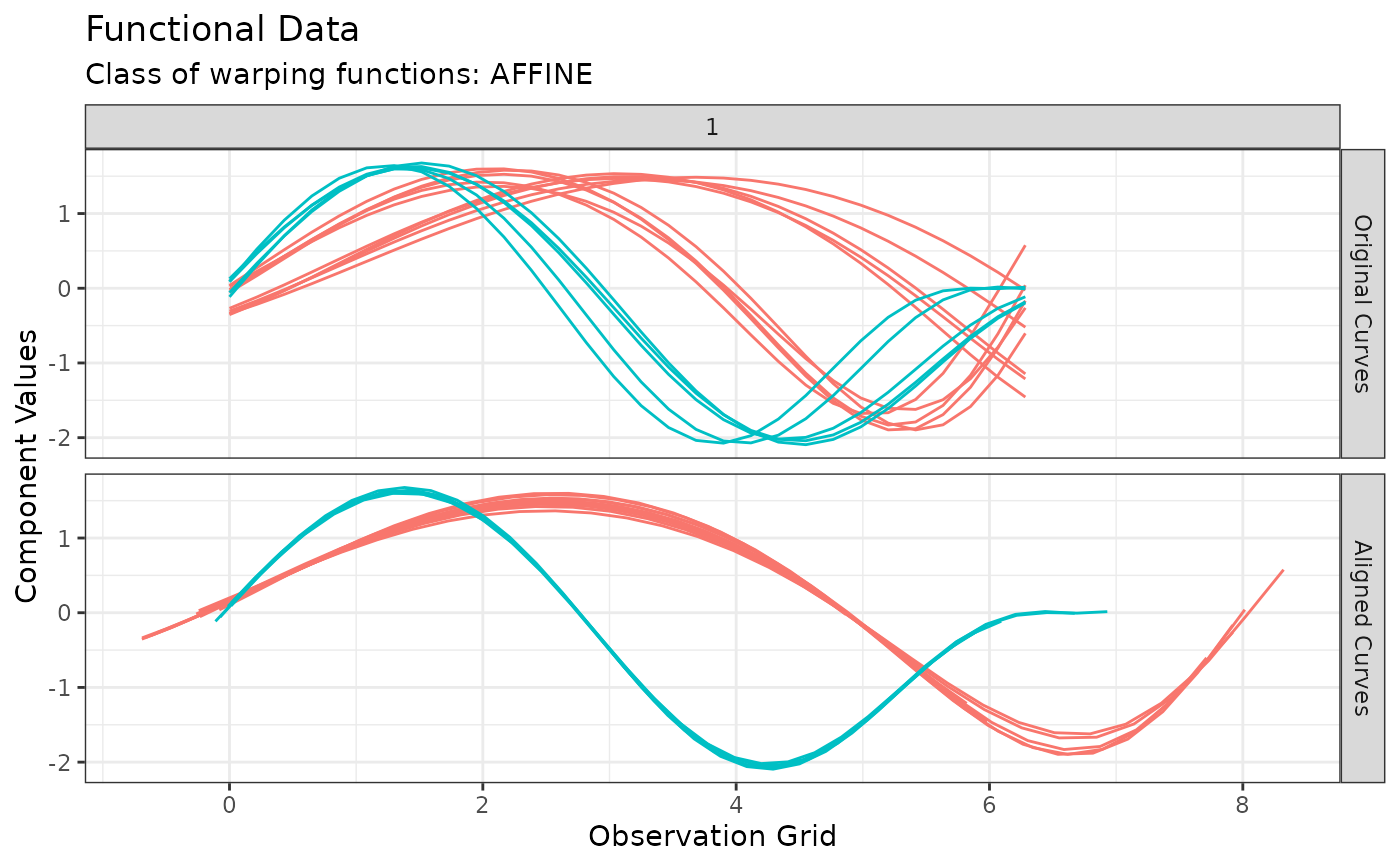 Functional Data
Class of warping functions: AFFINE
1
Component Values
1
0
-1
-2
Original Curves
1
0
-1
-2
Aligned Curves
0 2 4 6 8
Observation Grid